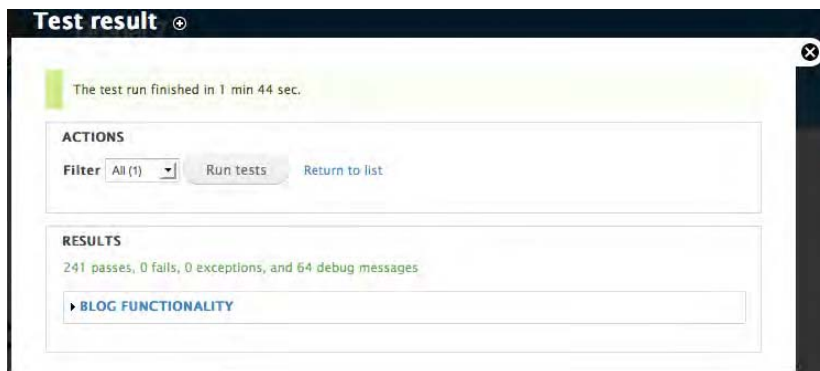 Test result
The test run finished in 1 min 44 sec.
ACTIONS
Filter All (1) Run tests Return to list
RESULTS
241 passes, 0 fails, 0 exceptions, and 64 debug messages
BLOG FUNCTIONALITY